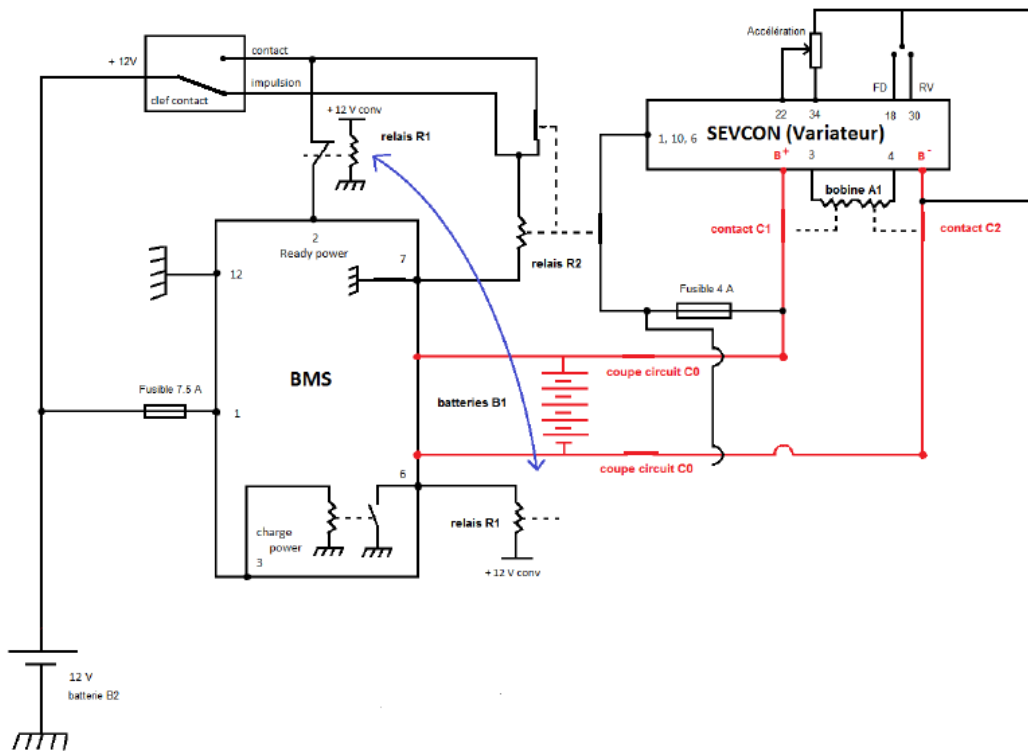 Accélération
contact
+ 12V
impulsion
clef contact
FD
RV
+ 12 V conv
22
34
18
30
relais R1
SEVCON (Variateur)
1, 10, 6
B+
3
4
B-
bobine A1
contact C1
contact C2
2
Ready power
7
12
relais R2
Fusible 4 A
BMS
coupe circuit C0
Fusible 7.5 A
batteries B1
1
coupe circuit C0
6
relais R1
charge
power
3
+ 12 V conv
12 V
batterie B2